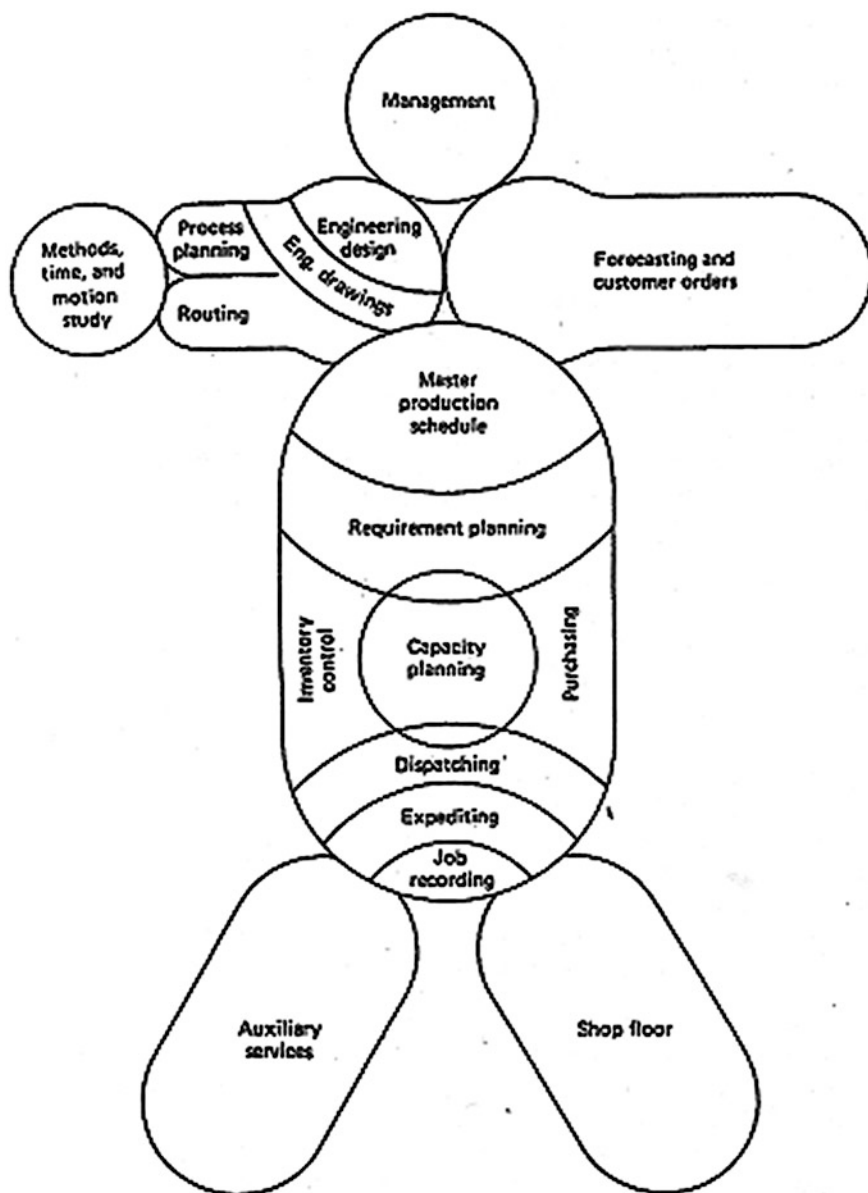 Management
Process
planning
Engineering
design
Eng. drawings
Methods,
time, and
motion
study
Routing
Forecasting and
customer orders
Master
production
schedule
Requirement planning
Inventory
control
Capacity
planning
Purchasing
Dispatching
Expediting
Job
recording
Auxiliary
services
Shop floor